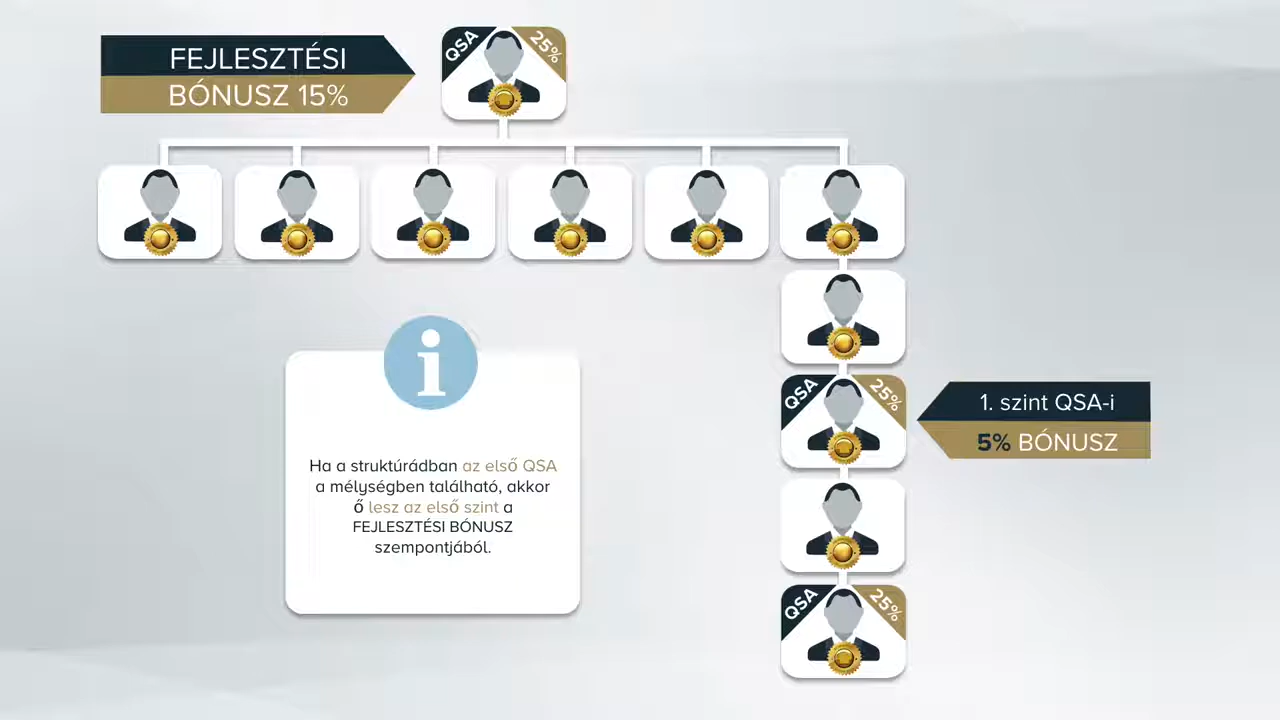 FEJLESZTÉSI
BÓNUSZ 15%
QSA 25%
QSA 25%
1. szint QSA-i
5% BÓNUSZ
Ha a struktúrádban az első QSA
a mélységben található, akkor
ő lesz az első szint a
FEJLESZTÉSI BÓNUSZ
szempontjából.
QSA 25%